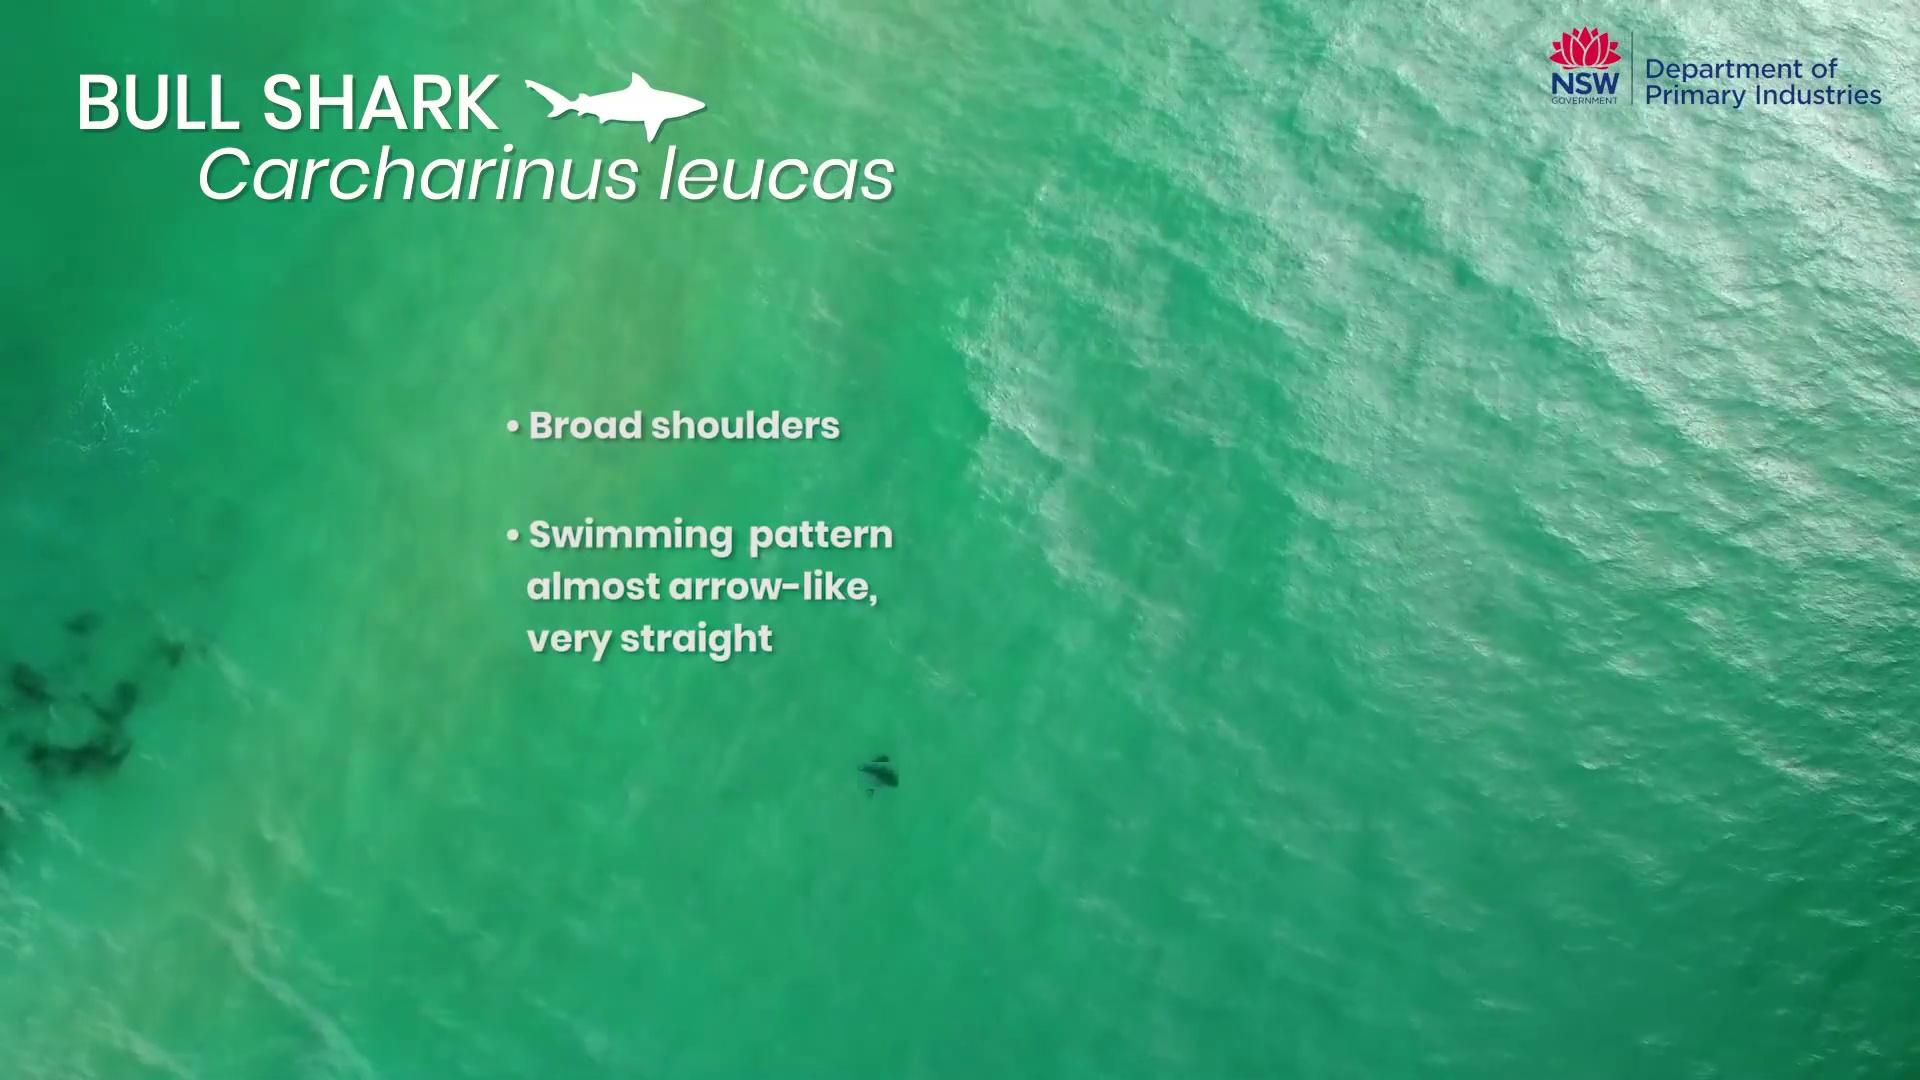 BULL SHARK
Carcharinus leucas
NSW
GOVERNMENT
Department of
Primary Industries
• Broad shoulders
• Swimming pattern
almost arrow-like,
very straight